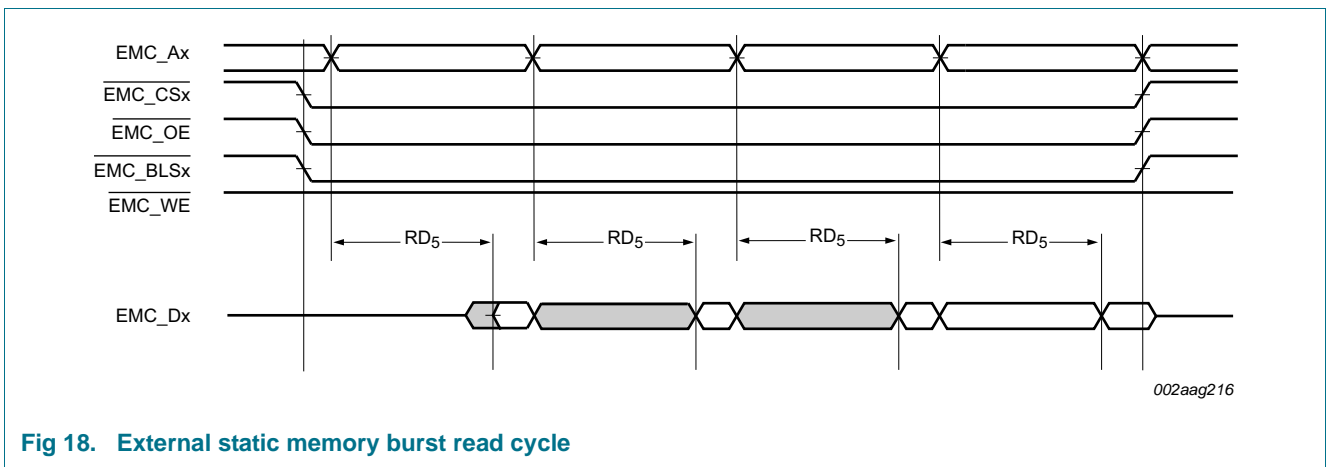 EMC_Ax
EMC_CSx
EMC_OE
EMC_BLSx
EMC_WE
RD5 RD5 RD5 RD5
EMC_Dx
002aag216
Fig 18. External static memory burst read cycle